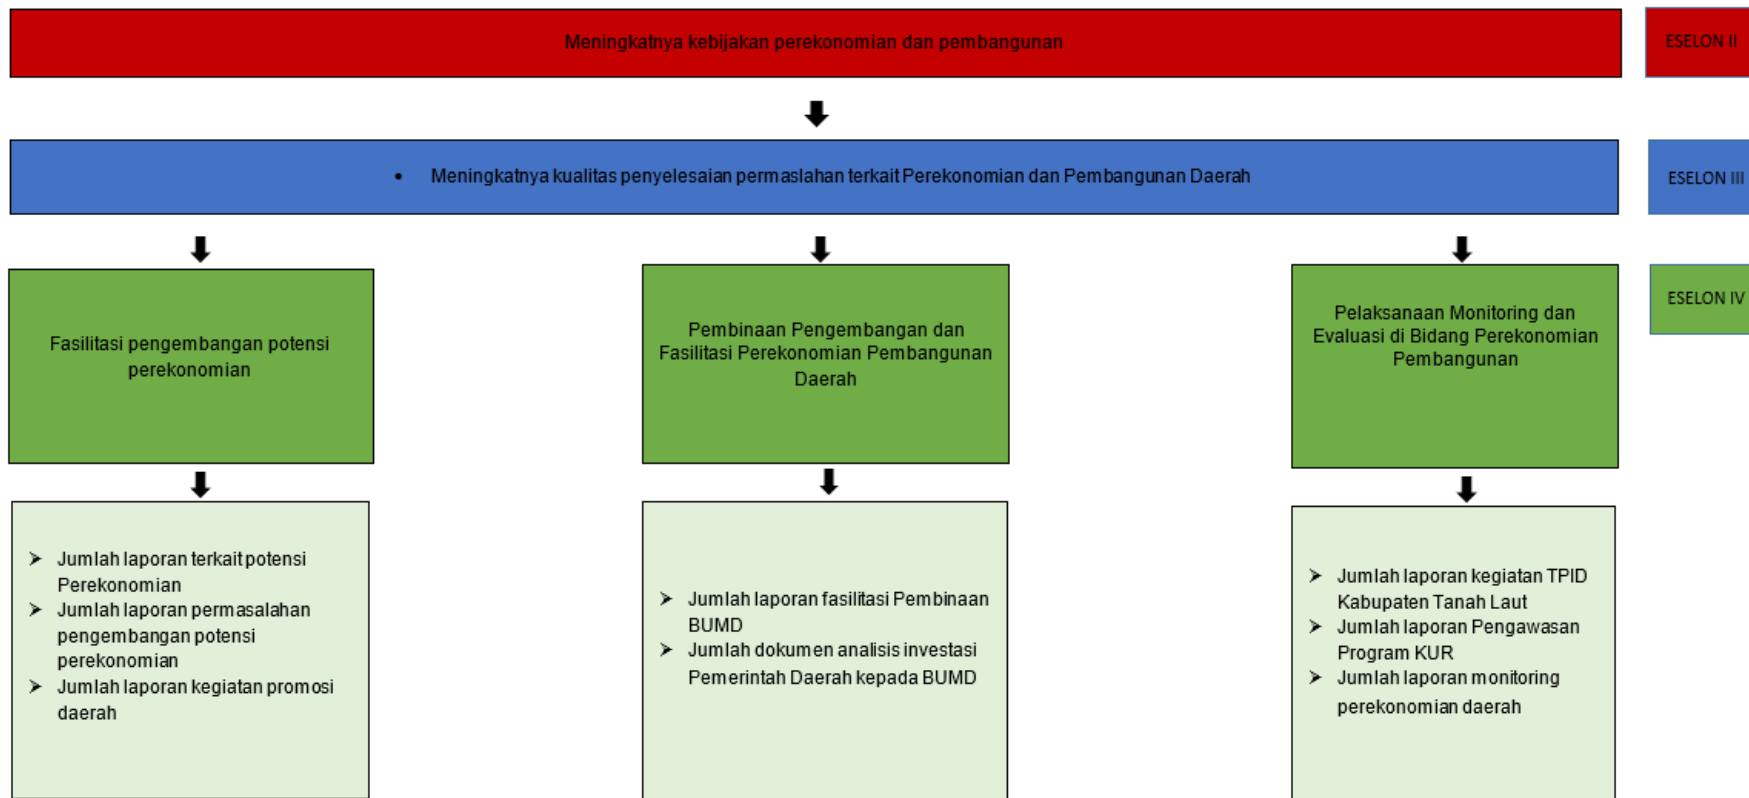 Meningkatnya kebijakan perekonomian dan pembangunan
ESELON II
• Meningkatnya kualitas penyelesaian permaslahan terkait Perekonomian dan Pembangunan Daerah
ESELON III
Fasilitasi pengembangan potensi
perekonomian
Pembinaan Pengembangan dan
Fasilitasi Perekonomian Pembangunan
Daerah
Pelaksanaan Monitoring dan
Evaluasi di Bidang Perekonomian
Pembangunan
ESELON IV
➢ Jumlah laporan terkait potensi
Perekonomian
➢ Jumlah laporan permasalahan
pengembangan potensi
perekonomian
➢ Jumlah laporan kegiatan promosi
daerah
➢ Jumlah laporan fasilitasi Pembinaan
BUMD
➢ Jumlah dokumen analisis investasi
Pemerintah Daerah kepada BUMD
➢ Jumlah laporan kegiatan TPID
Kabupaten Tanah Laut
➢ Jumlah laporan Pengawasan
Program KUR
➢ Jumlah laporan monitoring
perekonomian daerah